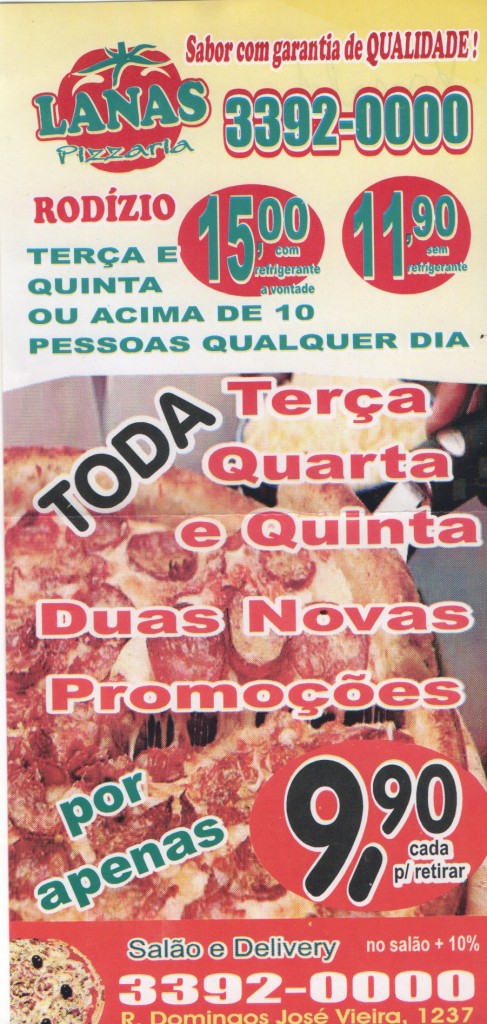 Sabor com garantia de QUALIDADE!
LANAS
Pizzaria
3392-0000
RODÍZIO
15,00
com
refrigerante
a vontade
11,90
sem
refrigerante
TERÇA E
QUINTA
OU ACIMA DE 10
PESSOAS QUALQUER DIA
TODA
Terça
Quarta
e Quinta
Duas Novas
Promoções
por
apenas
9,90
cada
p/ retirar
Salão e Delivery
no salão + 10%
3392-0000
R. Domingos José Vieira, 1237